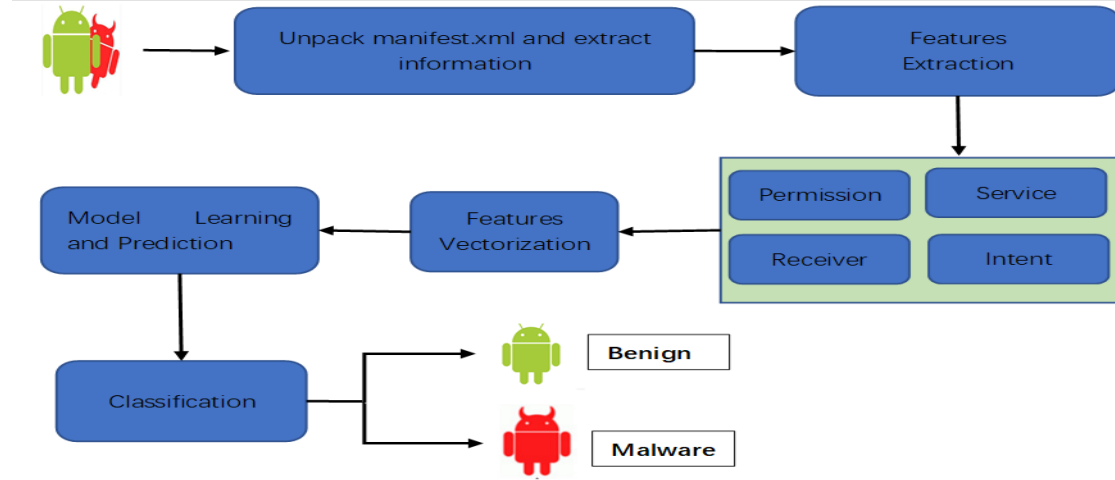 Unpack manifest.xml and extract
information
Features
Extraction
Permission
Service
Receiver
Intent
Features
Vectorization
Model Learning
and Prediction
Classification
Benign
Malware